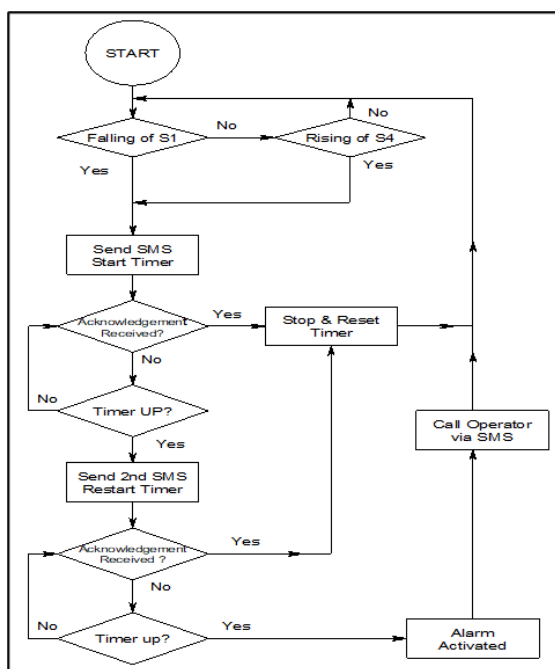 START
Falling of S1
No
Rising of S4
No
Yes
Yes
Send SMS
Start Timer
Acknowledgement
Received?
Yes
Stop & Reset
Timer
No
No
Timer UP?
Yes
Call Operator
via SMS
Send 2nd SMS
Restart Timer
Acknowledgement
Received ?
Yes
No
No
Timer up?
Yes
Alarm
Activated